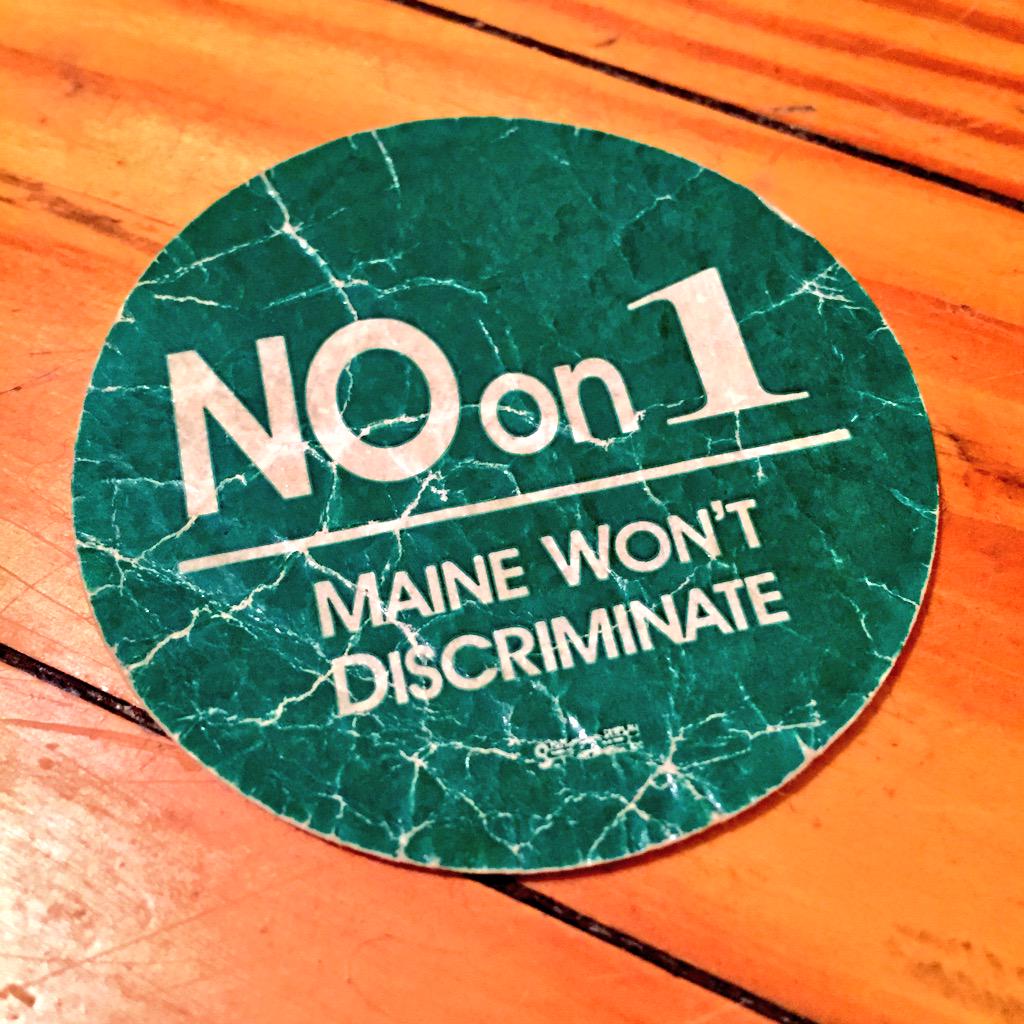 NO on 1
MAINE WON'T
DISCRIMINATE